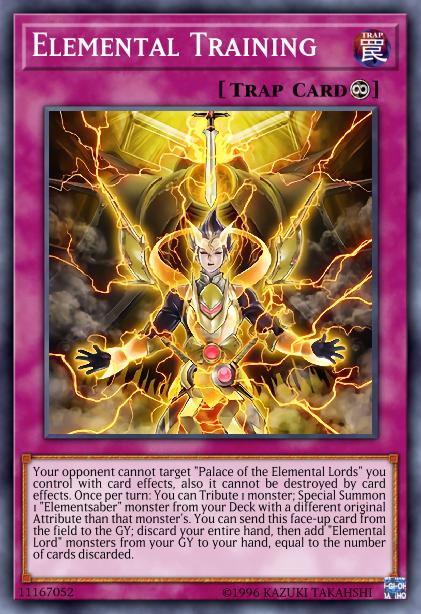 Elemental Training
TRAP
罠
[Trap Card]
Your opponent cannot target "Palace of the Elemental Lords" you
control with card effects, also it cannot be destroyed by card
effects. Once per turn: You can Tribute 1 monster; Special Summon
1 "Elementsaber" monster from your Deck with a different original
Attribute than that monster's. You can send this face-up card from
the field to the GY; discard your entire hand, then add "Elemental
Lord" monsters from your GY to your hand, equal to the number
of cards discarded.
11167052
©1996 KAZUKI TAKAHSHI